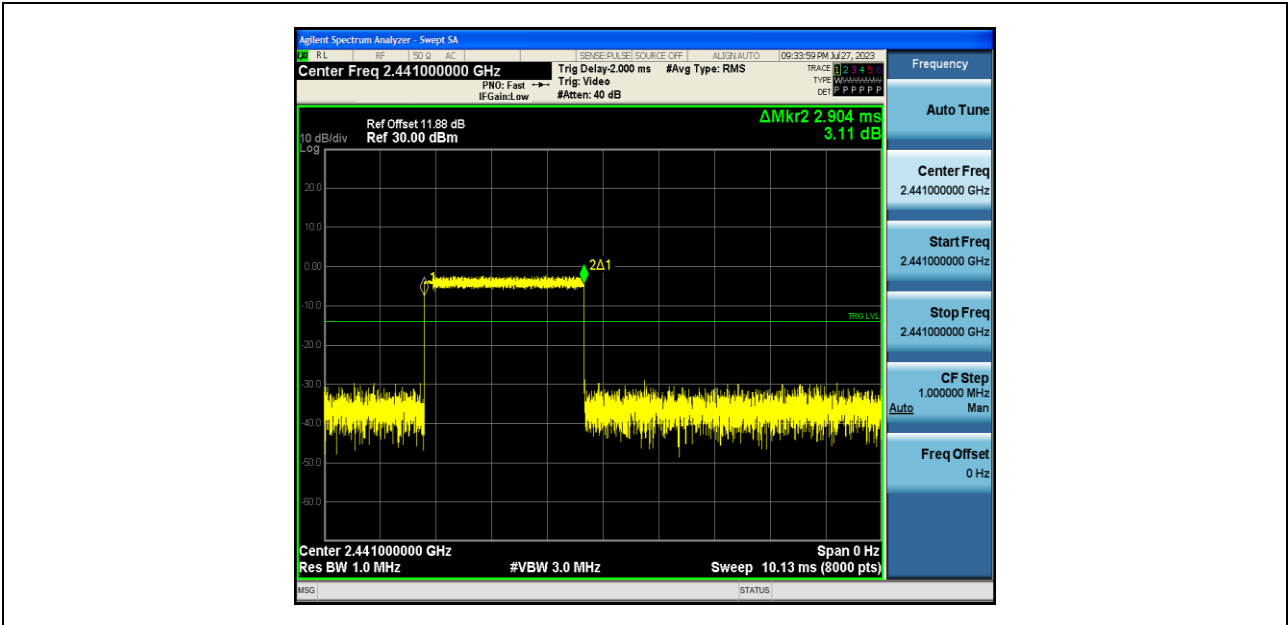 Agilent Spectrum Analyzer - Swept SA
RL RF 50 Ω AC SENSE:PULSE SOURCE OFF ALIGN AUTO 09:33:59 PM Jul 27, 2023
Center Freq 2.441000000 GHz
PNO: Fast
IFGain:Low
Trig Delay-2.000 ms
Trig: Video
#Atten: 40 dB
#Avg Type: RMS
TRACE 1 2 3 4 5 6
TYPE
DET P P P P P P
ΔMkr2 2.904 ms
3.11 dB
Ref Offset 11.88 dB
10 dB/div Ref 30.00 dBm
Log
20.0
10.0
0.00
2Δ1
1
-10.0
TRIG LVL
-20.0
-30.0
-40.0
-50.0
-60.0
Center 2.441000000 GHz Span 0 Hz
Res BW 1.0 MHz #VBW 3.0 MHz Sweep 10.13 ms (8000 pts)
MSG STATUS
Frequency
Auto Tune
Center Freq
2.441000000 GHz
Start Freq
2.441000000 GHz
Stop Freq
2.441000000 GHz
CF Step
1.000000 MHz
Auto Man
Freq Offset
0 Hz